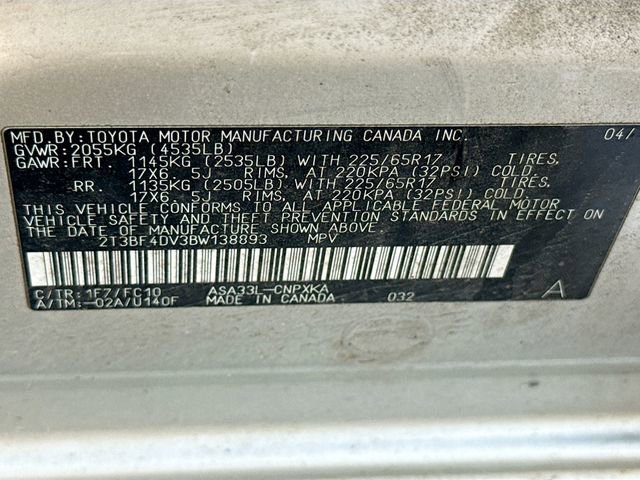 MFD. BY: TOYOTA MOTOR MANUFACTURING CANADA INC. 04/
GVWR: 2055KG (4535LB)
GAWR: FRT. 1145KG (2535LB) WITH 225/65R17 TIRES.
17X6.5J RIMS. AT 220KPA (32PSI) COLD.
RR. 1135KG (2505LB) WITH 225/65R17 TIRES.
17X6.5J RIMS. AT 220KPA (32PSI) COLD.
THIS VEHICLE CONFORMS TO ALL APPLICABLE FEDERAL MOTOR
VEHICLE SAFETY AND THEFT PREVENTION STANDARDS IN EFFECT ON
THE DATE OF MANUFACTURE SHOWN ABOVE.
2T3BF4DV3BW138893 MPV
C/TR: 1F7/FC10 ASA33L-CNPXKA
A/TM: -02A/U140F MADE IN CANADA 032 A